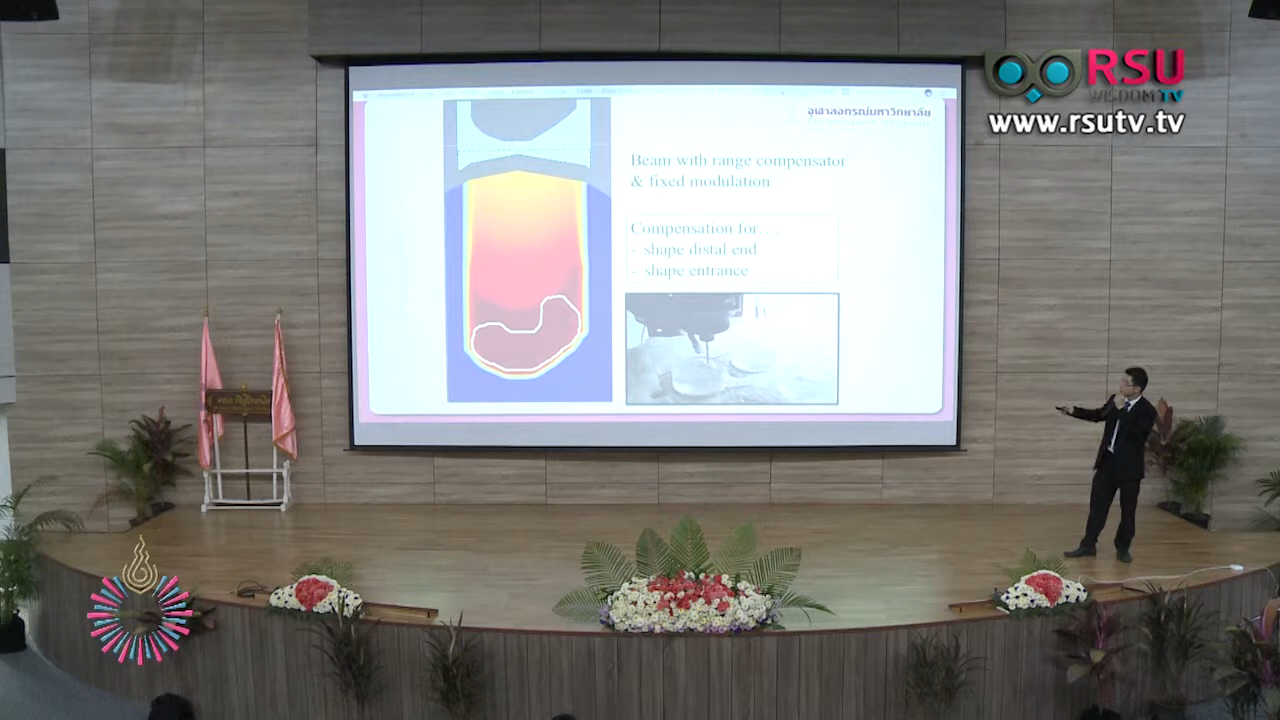 RSU
WISDOM TV
www.rsutv.tv
จุฬาลงกรณ์มหาวิทยาลัย
Beam with range compensator
& fixed modulation
Compensation for….
- shape distal end
- shape entrance